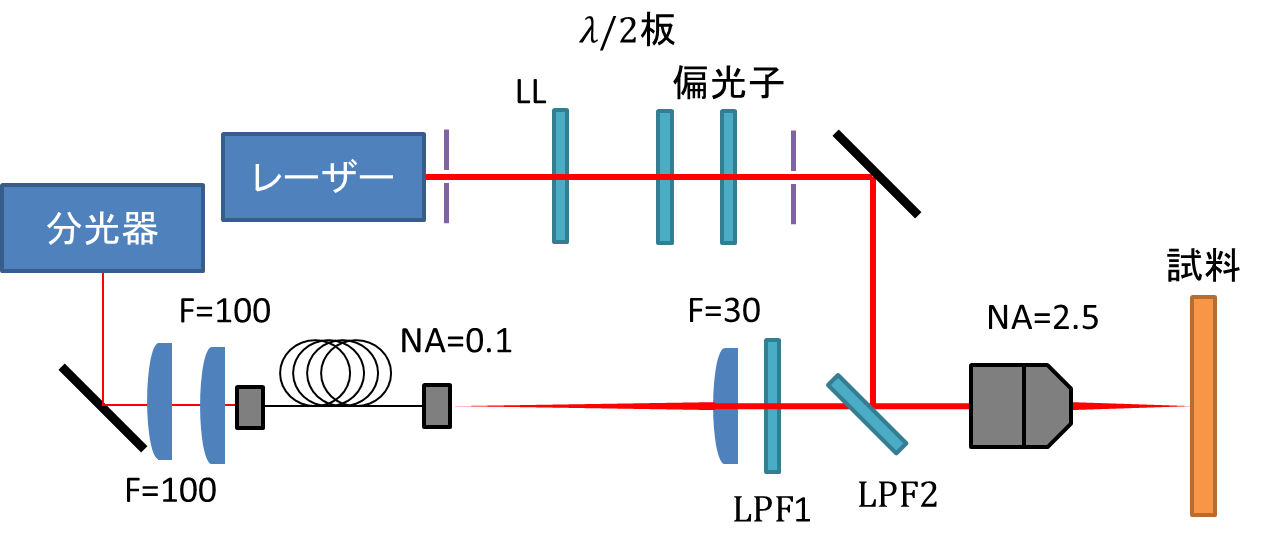 λ/2板
偏光子
LL
レーザー
分光器
試料
F=100
NA=0.1
F=30
NA=2.5
F=100
LPF1
LPF2